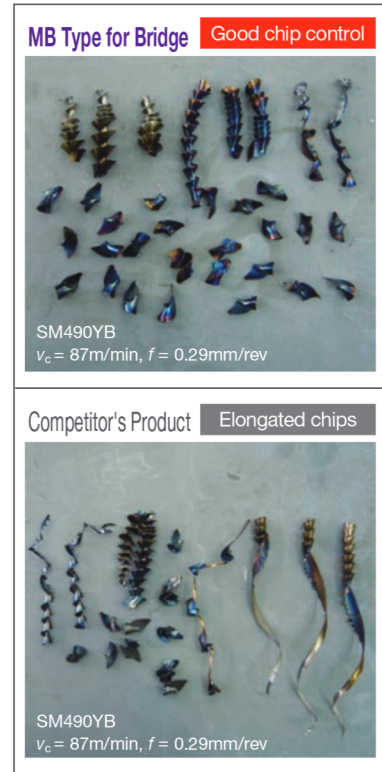 MB Type for Bridge
Good chip control
SM490YB
vc = 87m/min, f = 0.29mm/rev
Competitor's Product
Elongated chips
SM490YB
vc = 87m/min, f = 0.29mm/rev